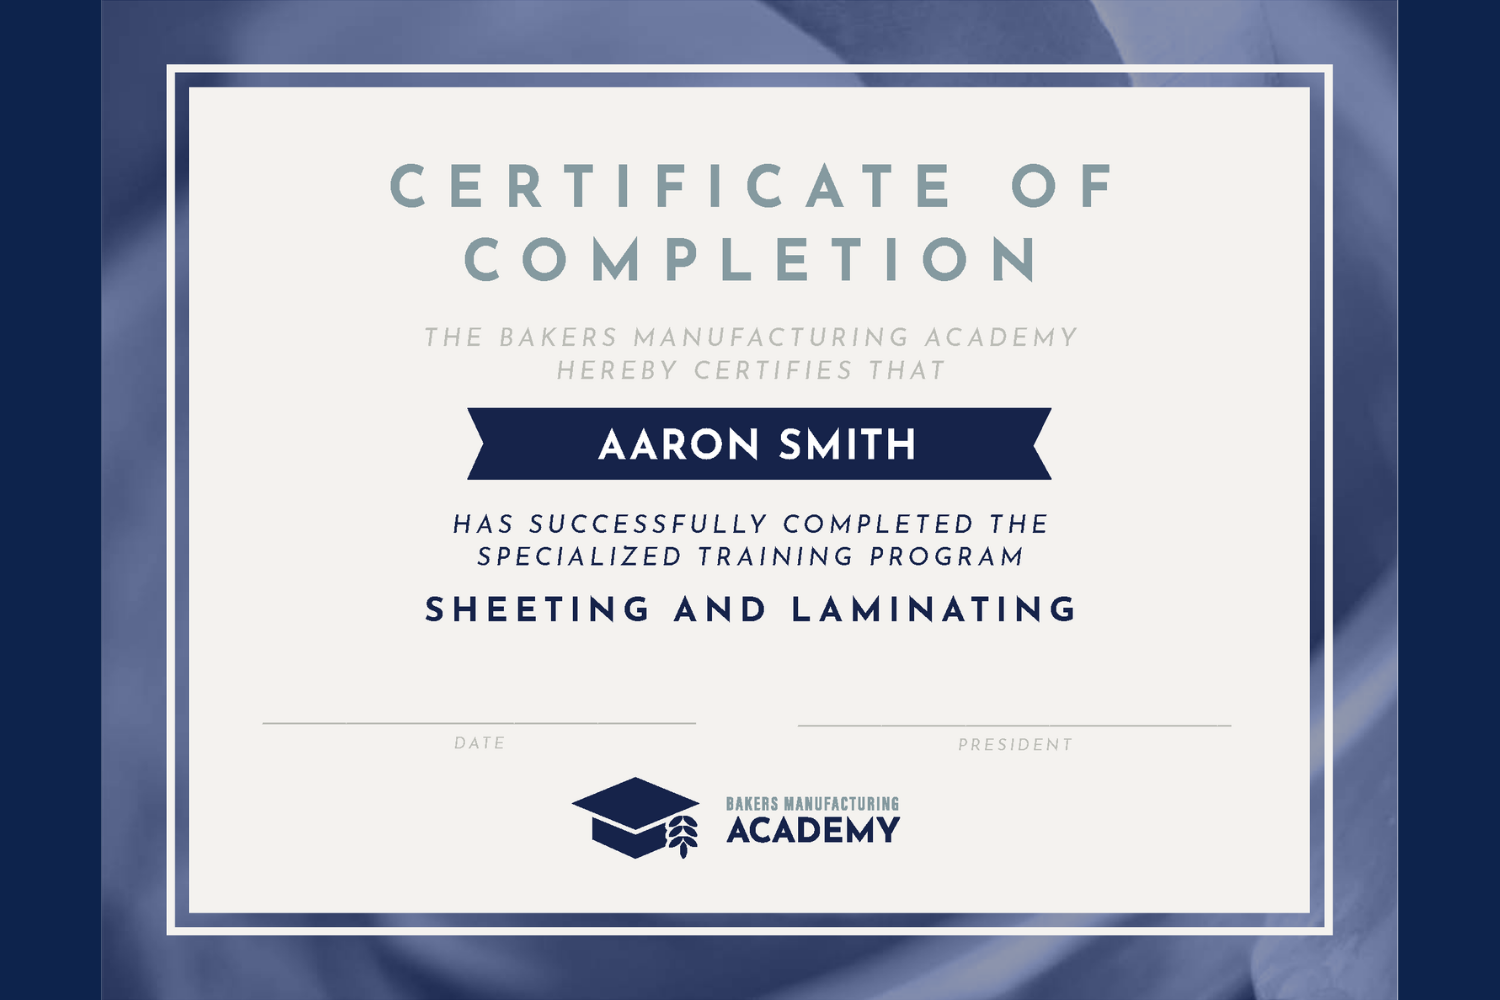 CERTIFICATE OF
COMPLETION
THE BAKERS MANUFACTURING ACADEMY
HEREBY CERTIFIES THAT
AARON SMITH
HAS SUCCESSFULLY COMPLETED THE
SPECIALIZED TRAINING PROGRAM
SHEETING AND LAMINATING
DATE
PRESIDENT
BAKERS MANUFACTURING
ACADEMY